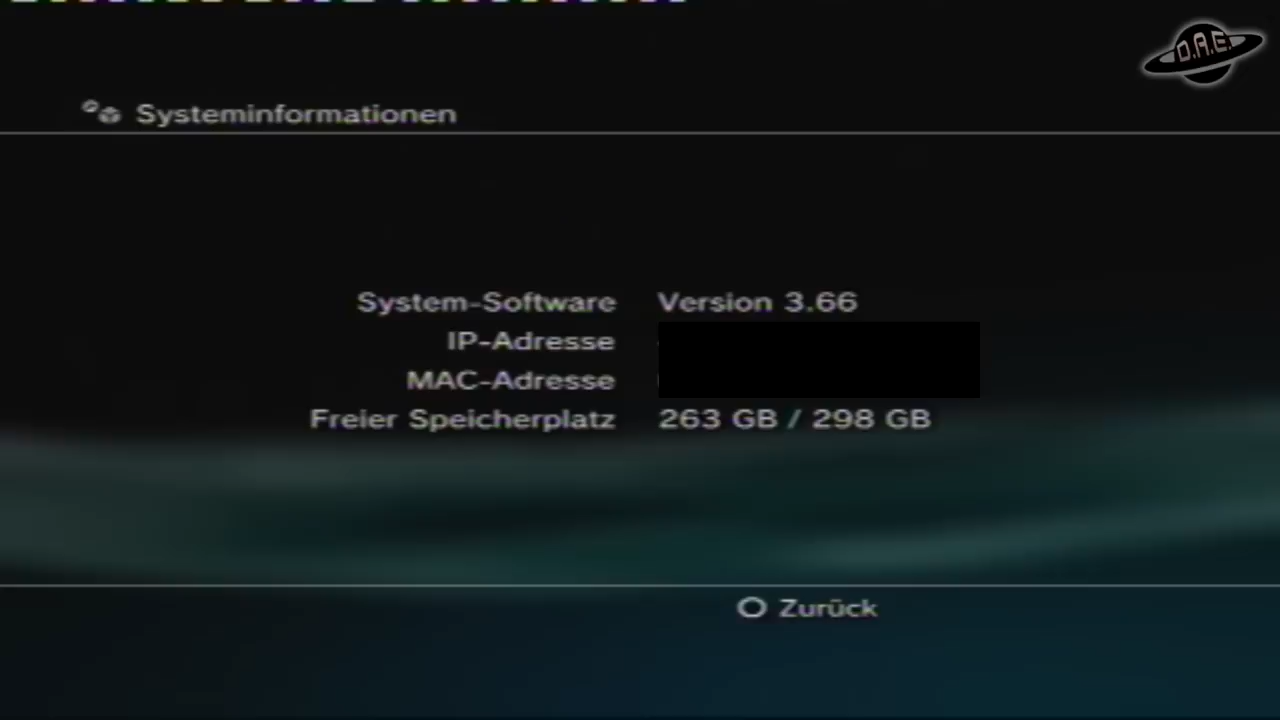 D.A.E.
Systeminformationen
System-Software Version 3.66
IP-Adresse
MAC-Adresse
Freier Speicherplatz 263 GB / 298 GB
Zurück